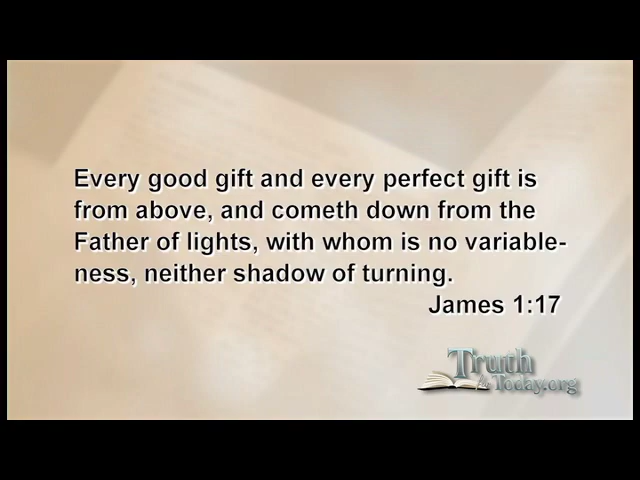 Every good gift and every perfect gift is
from above, and cometh down from the
Father of lights, with whom is no variable-
ness, neither shadow of turning.
James 1:17
Truth
4 Today.org